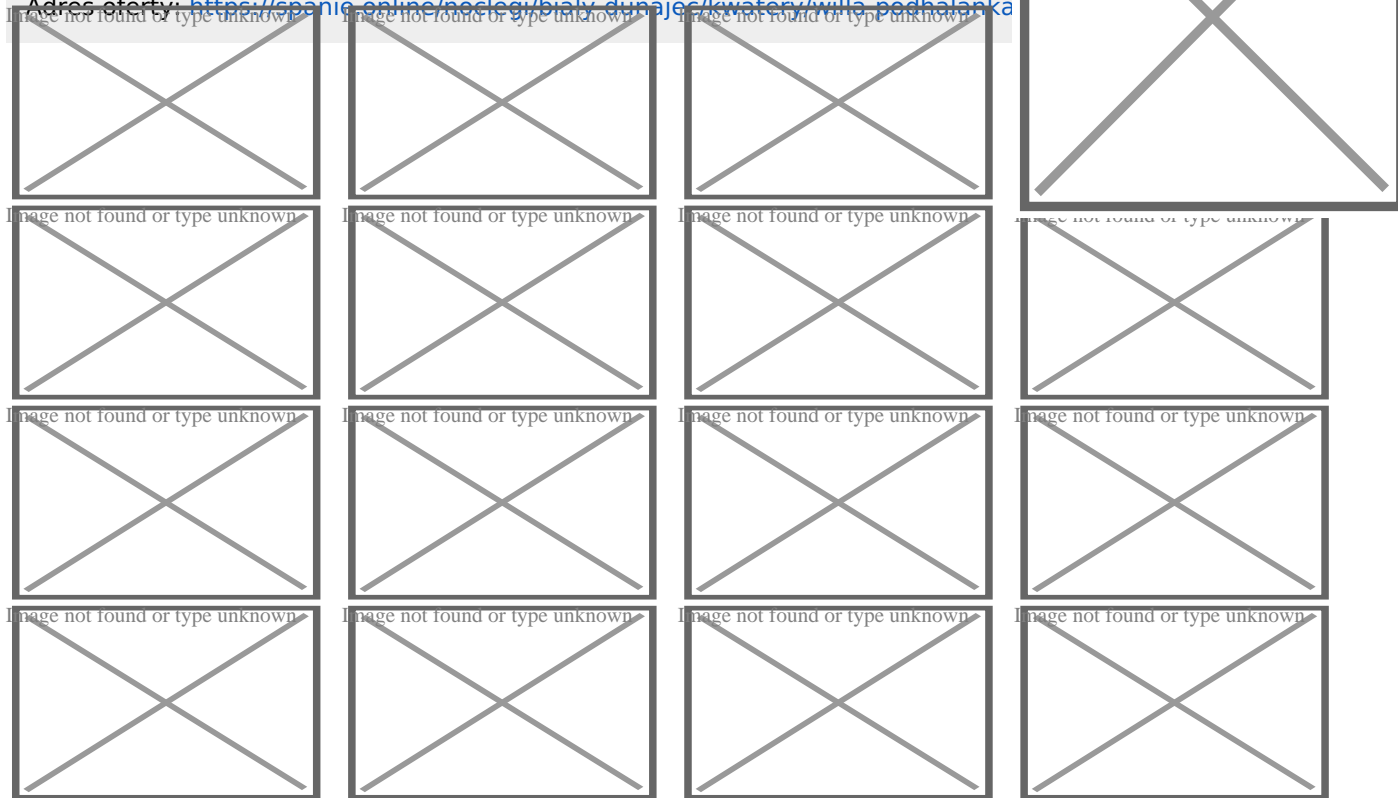 Adres oferty: https://spanie.online/noclegi/bialy-dunajec/kwatery/willa-podhalanka
Image not found or type unknown Image not found or type unknown Image not found or type unknown
Image not found or type unknown Image not found or type unknown Image not found or type unknown Image not found or type unknown
Image not found or type unknown Image not found or type unknown Image not found or type unknown Image not found or type unknown
Image not found or type unknown Image not found or type unknown Image not found or type unknown Image not found or type unknown